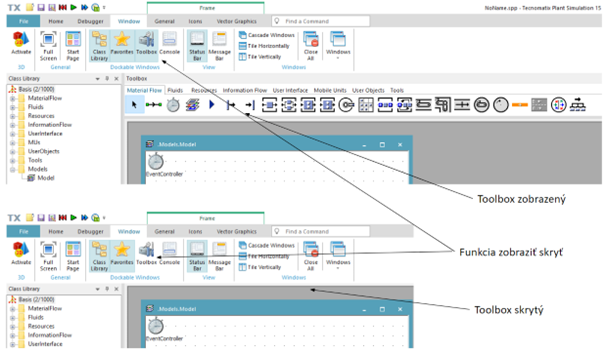 TX NoName.spp - Tecnomatix Plant Simulation 15
Frame
File Home Debugger Window General Icons Vector Graphics Find a Command
Activate Full Screen Start Page Class Library Favorites Toolbox Console Status Bar Message Bar Cascade Windows Tile Horizontally Tile Vertically Close All Windows
3D General Dockable Windows View Windows
Class Library Toolbox
Basis (2/1000) Material Flow Fluids Resources Information Flow User Interface Mobile Units User Objects Tools
MaterialFlow
Fluids
Resources
InformationFlow
UserInterface
MUs
UserObjects
Tools
Models
Model
.Models.Model
EventController
Toolbox zobrazený
Funkcia zobraziť skryť
Toolbox skrytý
TX
Frame
File Home Debugger Window General Icons Vector Graphics Find a Command
Activate Full Screen Start Page Class Library Favorites Toolbox Console Status Bar Message Bar Cascade Windows Tile Horizontally Tile Vertically Close All Windows
3D General Dockable Windows View Windows
Class Library
Basis (2/1000)
MaterialFlow
Fluids
Resources
InformationFlow
UserInterface
.Models.Model
EventController